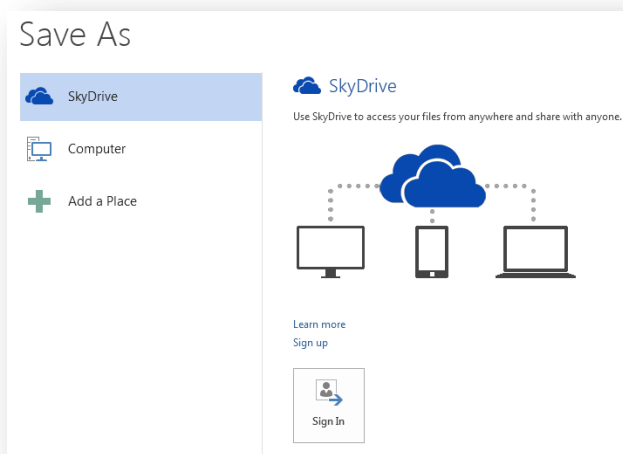 Save As
SkyDrive
Computer
Add a Place
SkyDrive
Use SkyDrive to access your files from anywhere and share with anyone.
Learn more
Sign up
Sign In